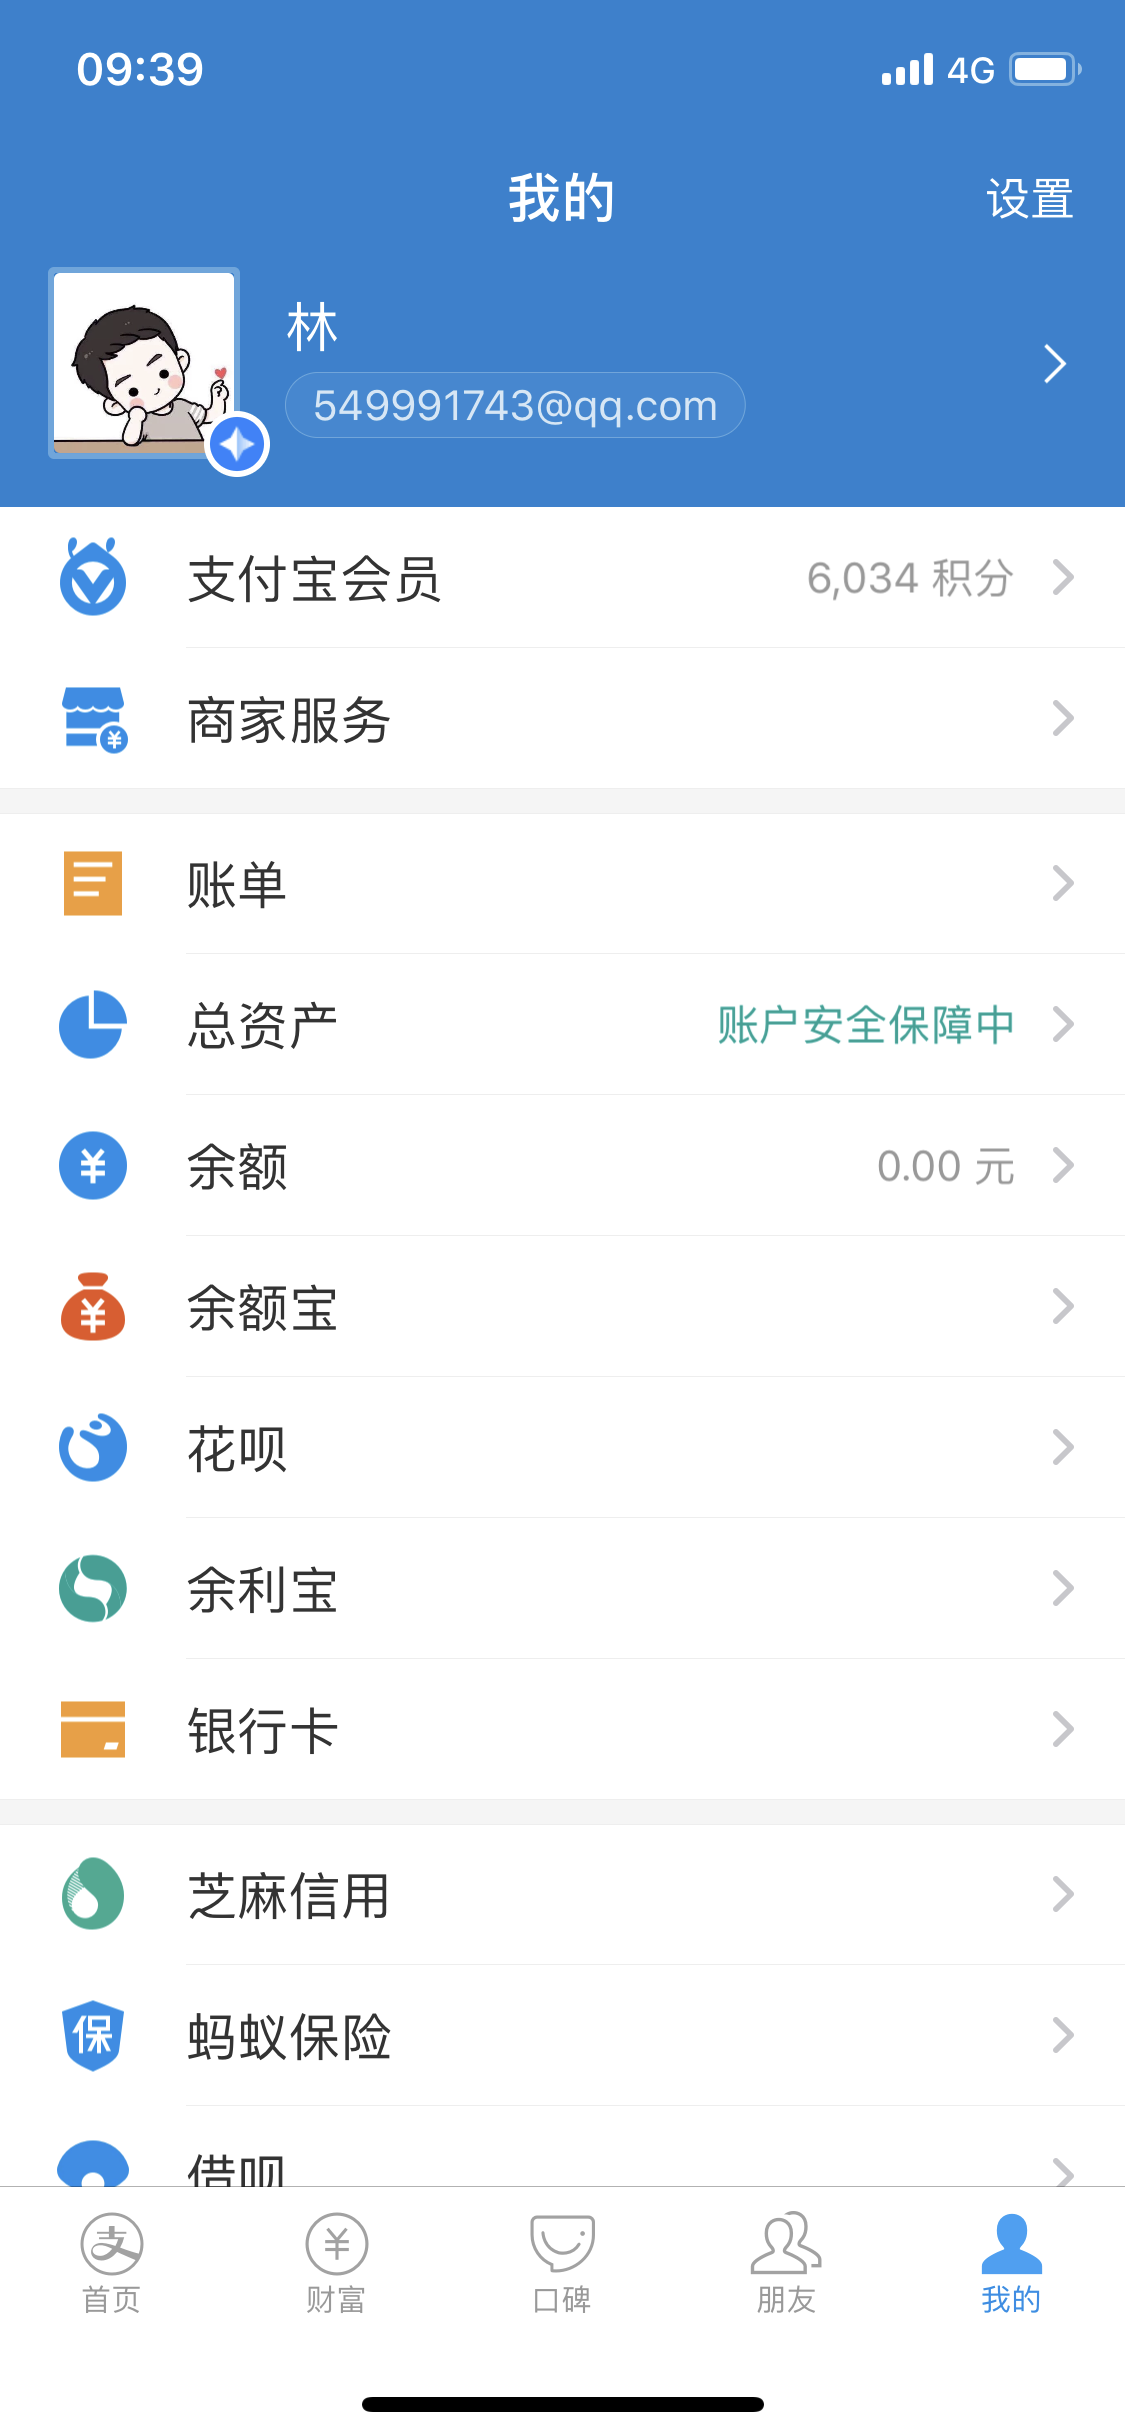 09:39
4G
我的
设置
林
549991743@qq.com
支付宝会员
6,034 积分
商家服务
账单
总资产
账户安全保障中
余额
0.00 元
余额宝
花呗
余利宝
银行卡
芝麻信用
保
蚂蚁保险
借呗
支
首页
财富
口碑
朋友
我的